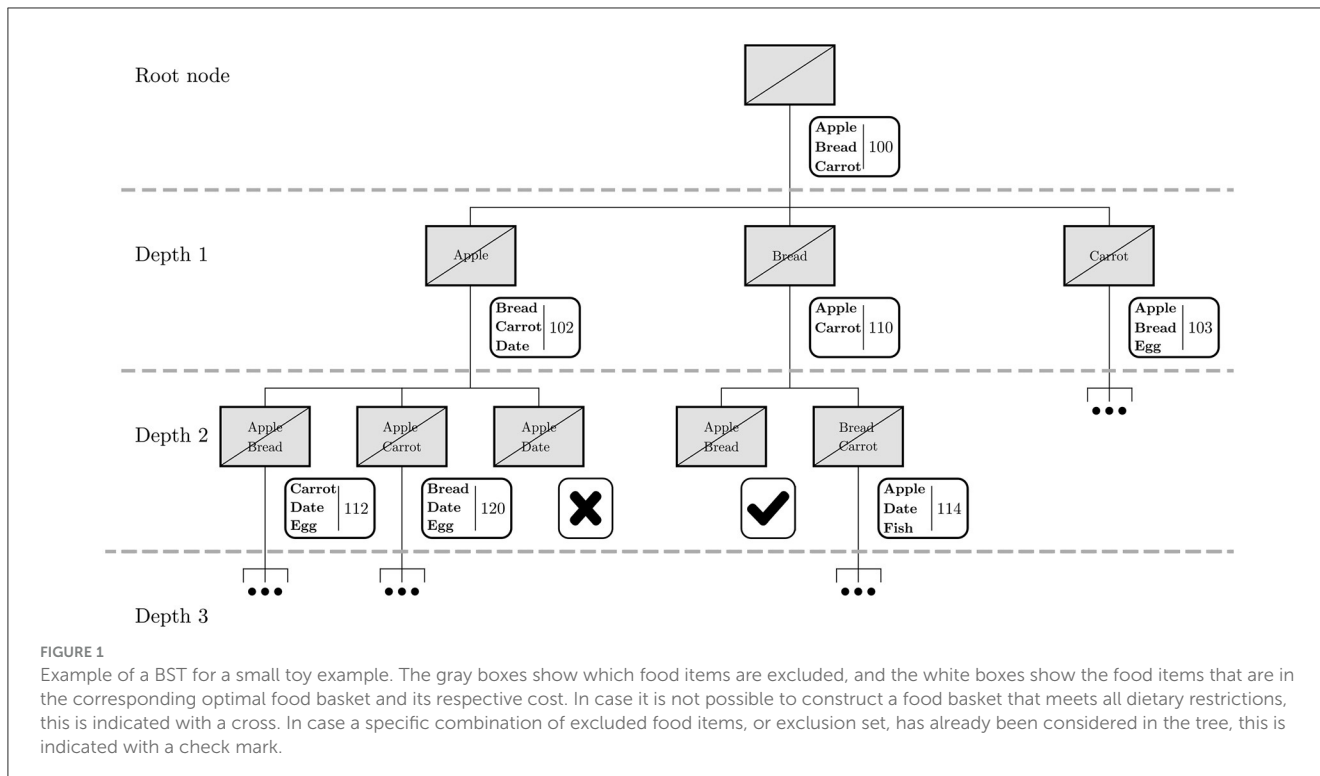 Root node
Apple
Bread
Carrot
100
Depth 1
Apple
Bread
Carrot
Bread
Carrot
Date
102
Apple
Carrot
110
Apple
Bread
Egg
103
Depth 2
Apple
Bread
Apple
Carrot
Apple
Date
Apple
Bread
Bread
Carrot
Carrot
Date
Egg
112
Bread
Date
Egg
120
Apple
Date
Fish
114
Depth 3
FIGURE 1
Example of a BST for a small toy example. The gray boxes show which food items are excluded, and the white boxes show the food items that are in
the corresponding optimal food basket and its respective cost. In case it is not possible to construct a food basket that meets all dietary restrictions,
this is indicated with a cross. In case a specific combination of excluded food items, or exclusion set, has already been considered in the tree, this is
indicated with a check mark.